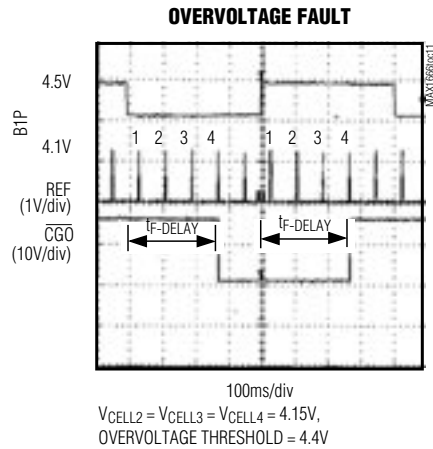 OVERVOLTAGE FAULT
MAX1666toc11
4.5V
B1P
4.1V
1 2 3 4 1 2 3 4
REF
(1V/div)
CGO
(10V/div)
tF-DELAY tF-DELAY
100ms/div
VCELL2 = VCELL3 = VCELL4 = 4.15V,
OVERVOLTAGE THRESHOLD = 4.4V